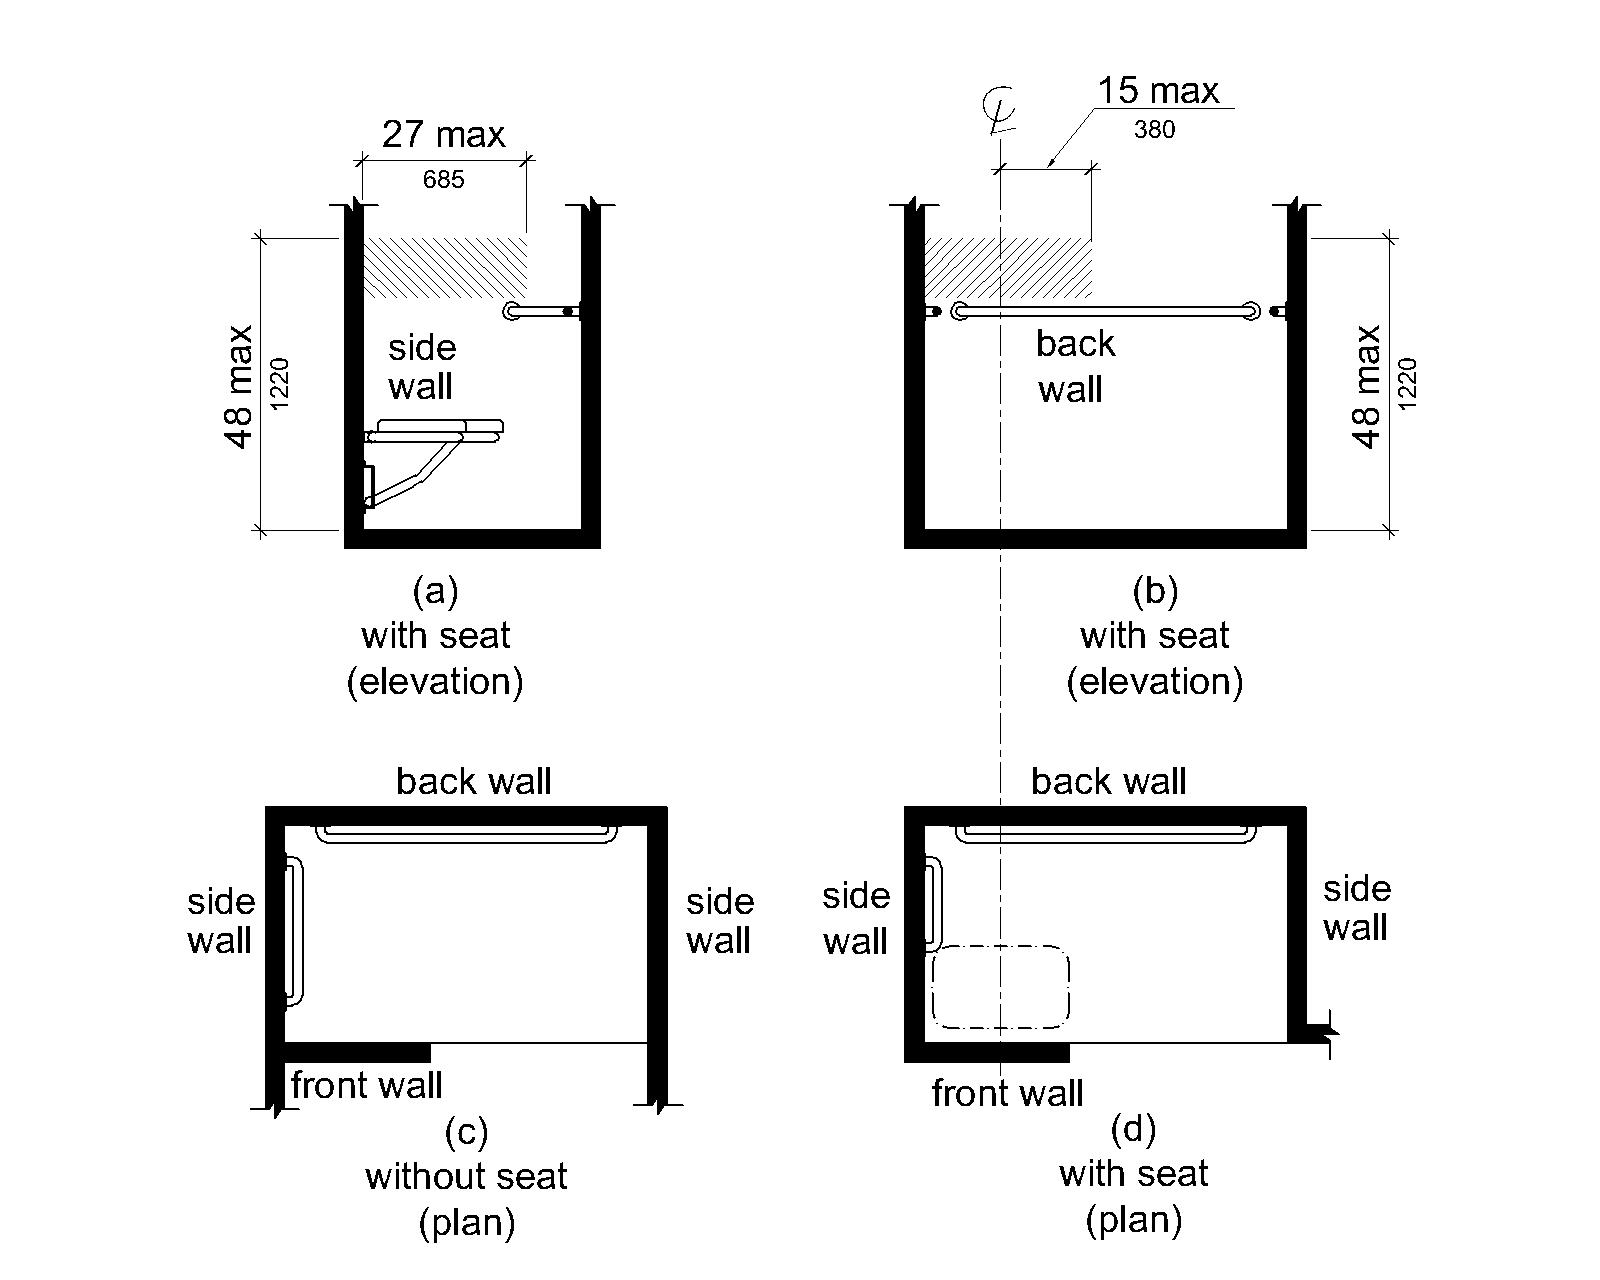 27 max
685
48 max
1220
side
wall
(a)
with seat
(elevation)
℄
15 max
380
back
wall
48 max
1220
(b)
with seat
(elevation)
back wall
side
wall
side
wall
front wall
(c)
without seat
(plan)
back wall
side
wall
side
wall
front wall
(d)
with seat
(plan)